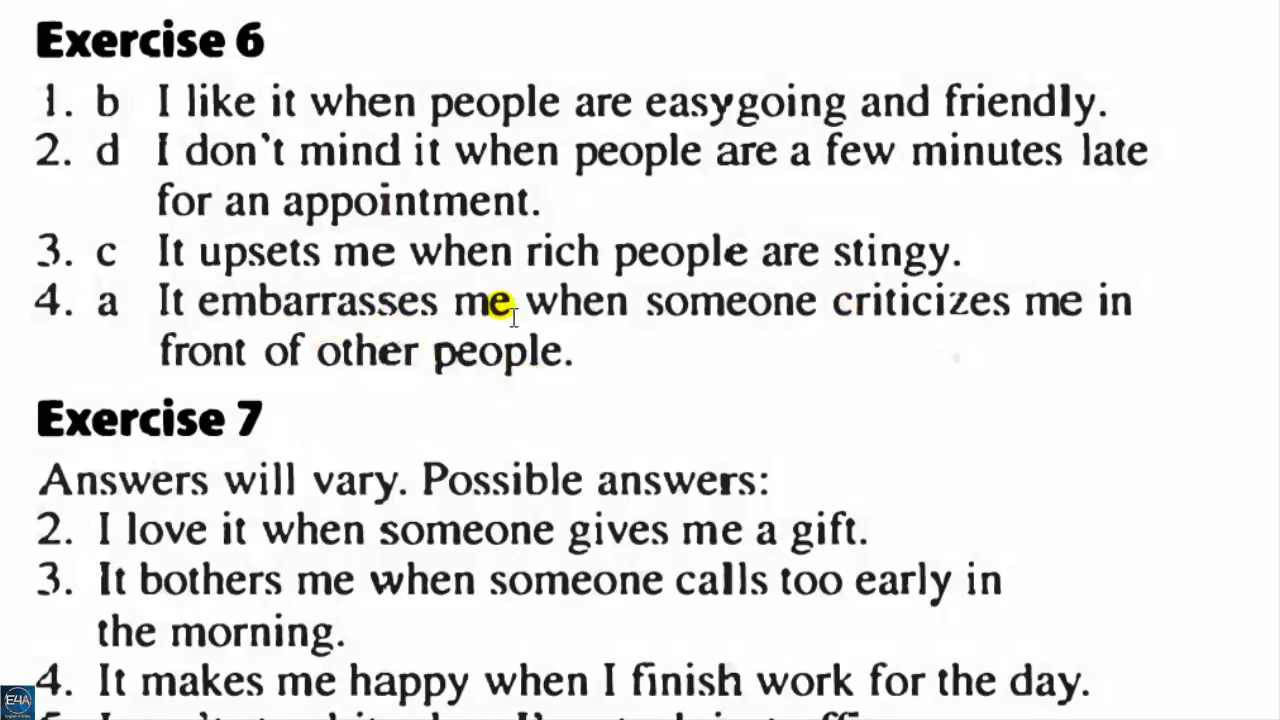 Exercise 6
1. b I like it when people are easygoing and friendly.
2. d I don't mind it when people are a few minutes late
for an appointment.
3. c It upsets me when rich people are stingy.
4. a It embarrasses me when someone criticizes me in
front of other people.
Exercise 7
Answers will vary. Possible answers:
2. I love it when someone gives me a gift.
3. It bothers me when someone calls too early in
the morning.
4. It makes me happy when I finish work for the day.
E4A